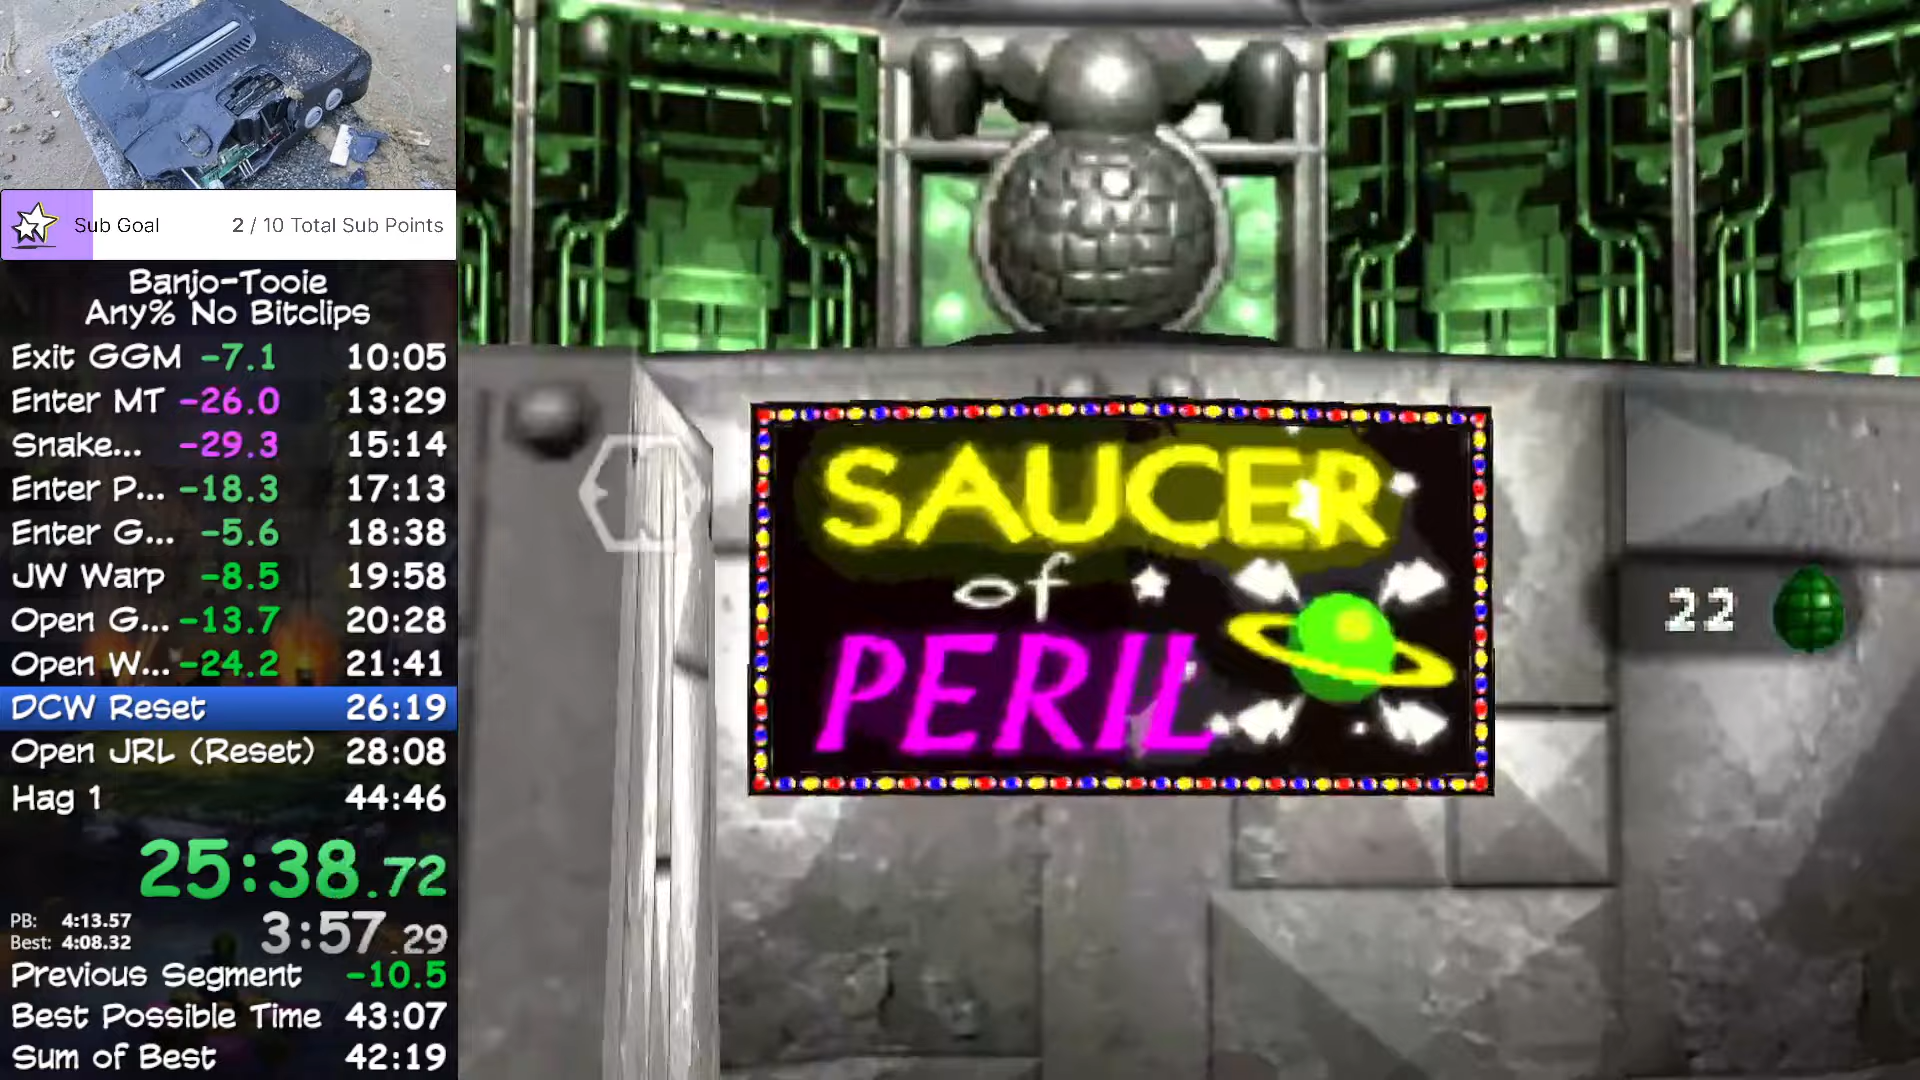 Sub Goal 2 / 10 Total Sub Points
Banjo-Tooie
Any% No Bitclips
Exit GGM -7.1 10:05
Enter MT -26.0 13:29
Snake... -29.3 15:14
Enter P... -18.3 17:13
Enter G... -5.6 18:38
JW Warp -8.5 19:58
Open G... -13.7 20:28
Open W... -24.2 21:41
DCW Reset 26:19
Open JRL (Reset) 28:08
Hag 1 44:46
25:38.72
PB: 4:13.57
Best: 4:08.32
3:57.29
Previous Segment -10.5
Best Possible Time 43:07
Sum of Best 42:19
SAUCER
of
PERIL
22